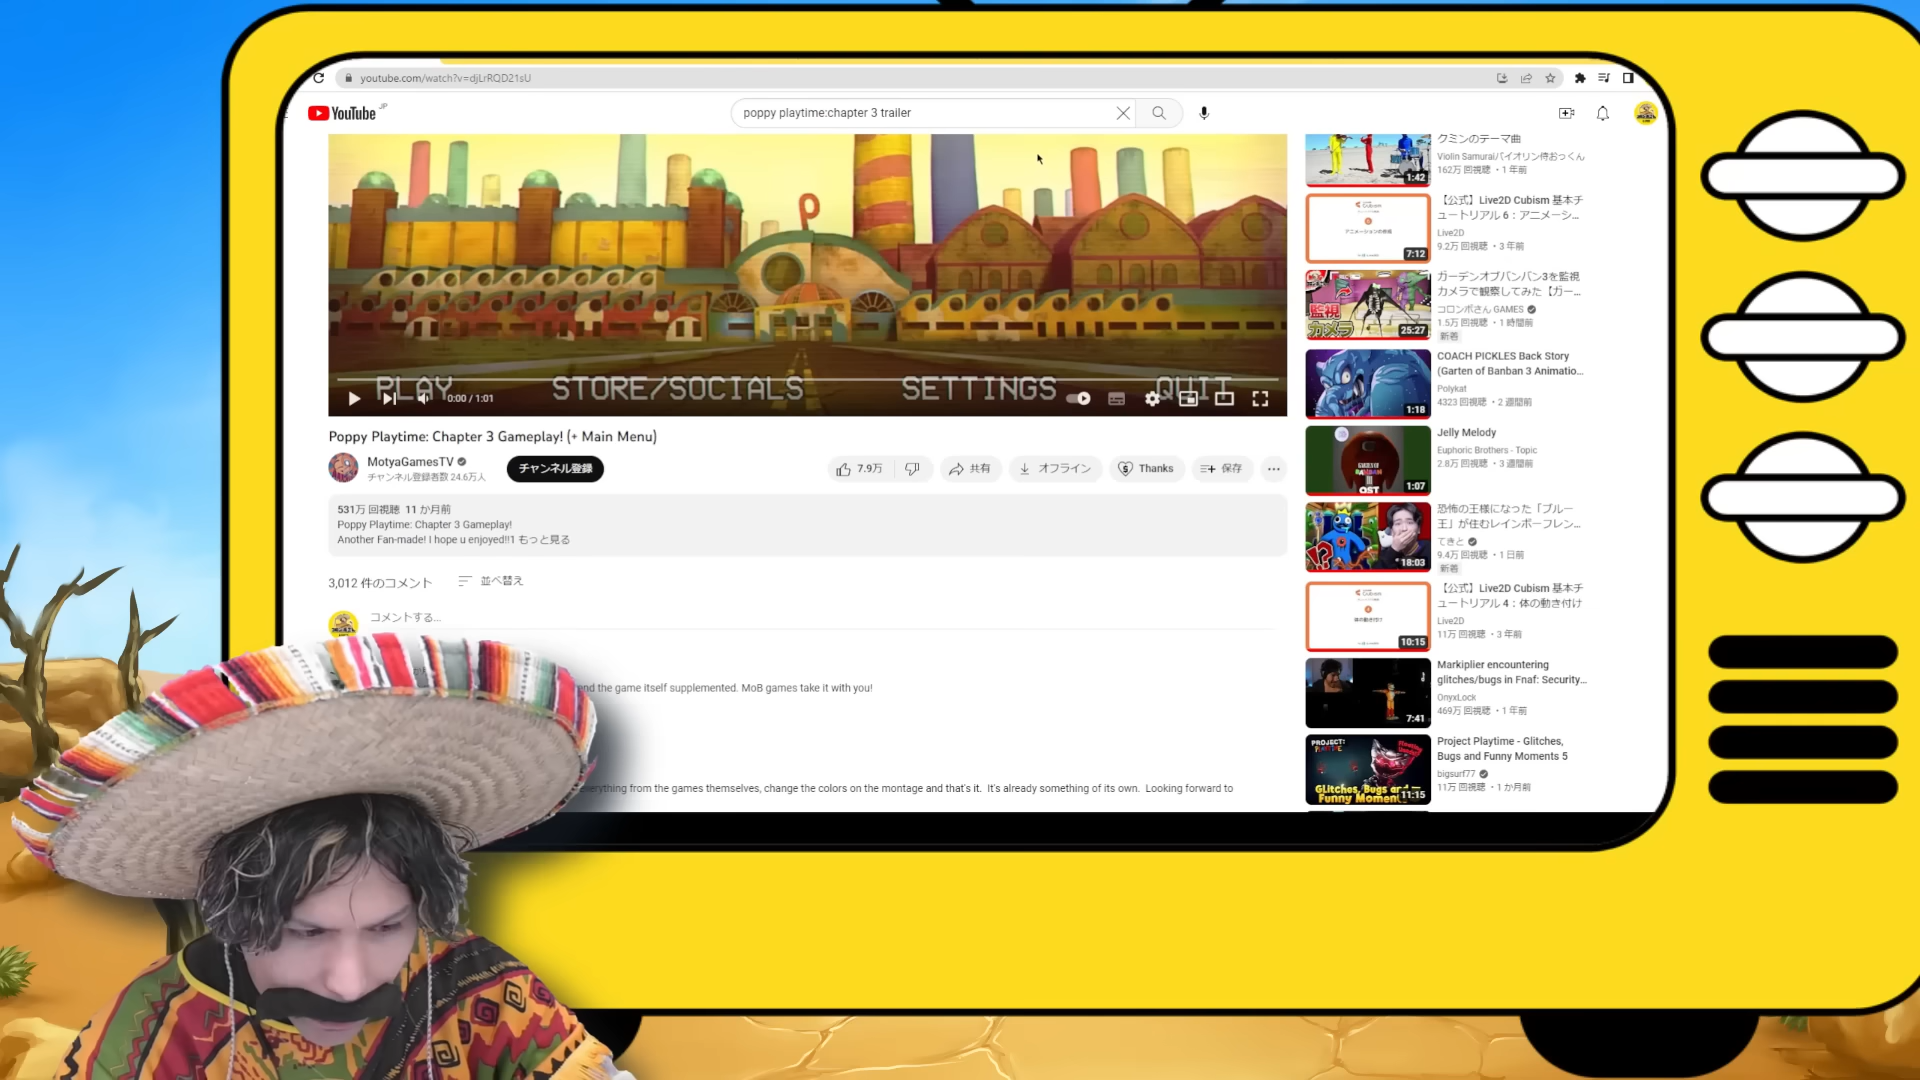 youtube.com/watch?v=djLrRQD21sU
YouTube JP
poppy playtime:chapter 3 trailer
P
PLAY STORE/SOCIALS SETTINGS QUIT
0:00 / 1:01
Poppy Playtime: Chapter 3 Gameplay! (+ Main Menu)
MotyaGamesTV
チャンネル登録者数 24.6万人
チャンネル登録
7.9万 共有 オフライン Thanks 保存
531万 回視聴 11 か月前
Poppy Playtime: Chapter 3 Gameplay!
Another Fan-made! I hope u enjoyed!!1 もっと見る
3,012 件のコメント 並べ替え
コメントする...
nd the game itself supplemented. MoB games take it with you!
everything from the games themselves, change the colors on the montage and that's it. It's already something of its own. Looking forward to
クミンのテーマ曲
Violin Samurai/バイオリン侍おっくん
162万 回視聴・1 年前
1:42
【公式】Live2D Cubism 基本チ
ュートリアル 6：アニメーシ...
Live2D
9.2万 回視聴・3 年前
Cubism
7:12
ガーデンオブバンバン3を監視
カメラで観察してみた【ガー...
コロンボさん GAMES
1.5万 回視聴・1 時間前
新着
監視
カメラ
25:27
COACH PICKLES Back Story
(Garten of Banban 3 Animatio...
Polykat
4323 回視聴・2 週間前
1:18
Jelly Melody
Euphoric Brothers - Topic
2.8万 回視聴・3 週間前
OST
1:07
恐怖の王様になった「ブルー
王」が住むレインボーフレン...
てきと
9.4万 回視聴・1 日前
新着
!?
18:03
【公式】Live2D Cubism 基本チ
ュートリアル 4：体の動き付け
Live2D
11万 回視聴・3 年前
Cubism
体の動き付け
10:15
Markiplier encountering
glitches/bugs in Fnaf: Security...
OnyxLock
469万 回視聴・1 年前
7:41
Project Playtime - Glitches,
Bugs and Funny Moments 5
bigsurf77
11万 回視聴・1 か月前
PROJECT:
PLAYTIME
Glitches, Bugs and
Funny Moments
11:15